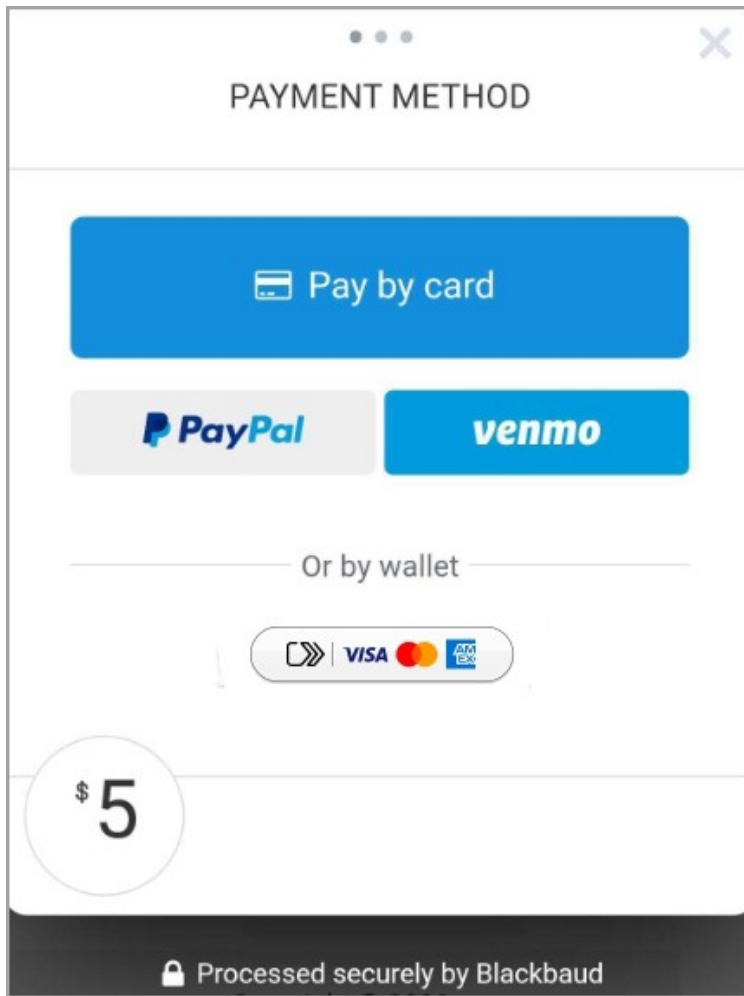 PAYMENT METHOD
Pay by card
PayPal venmo
Or by wallet
VISA AM EX
$5
Processed securely by Blackbaud